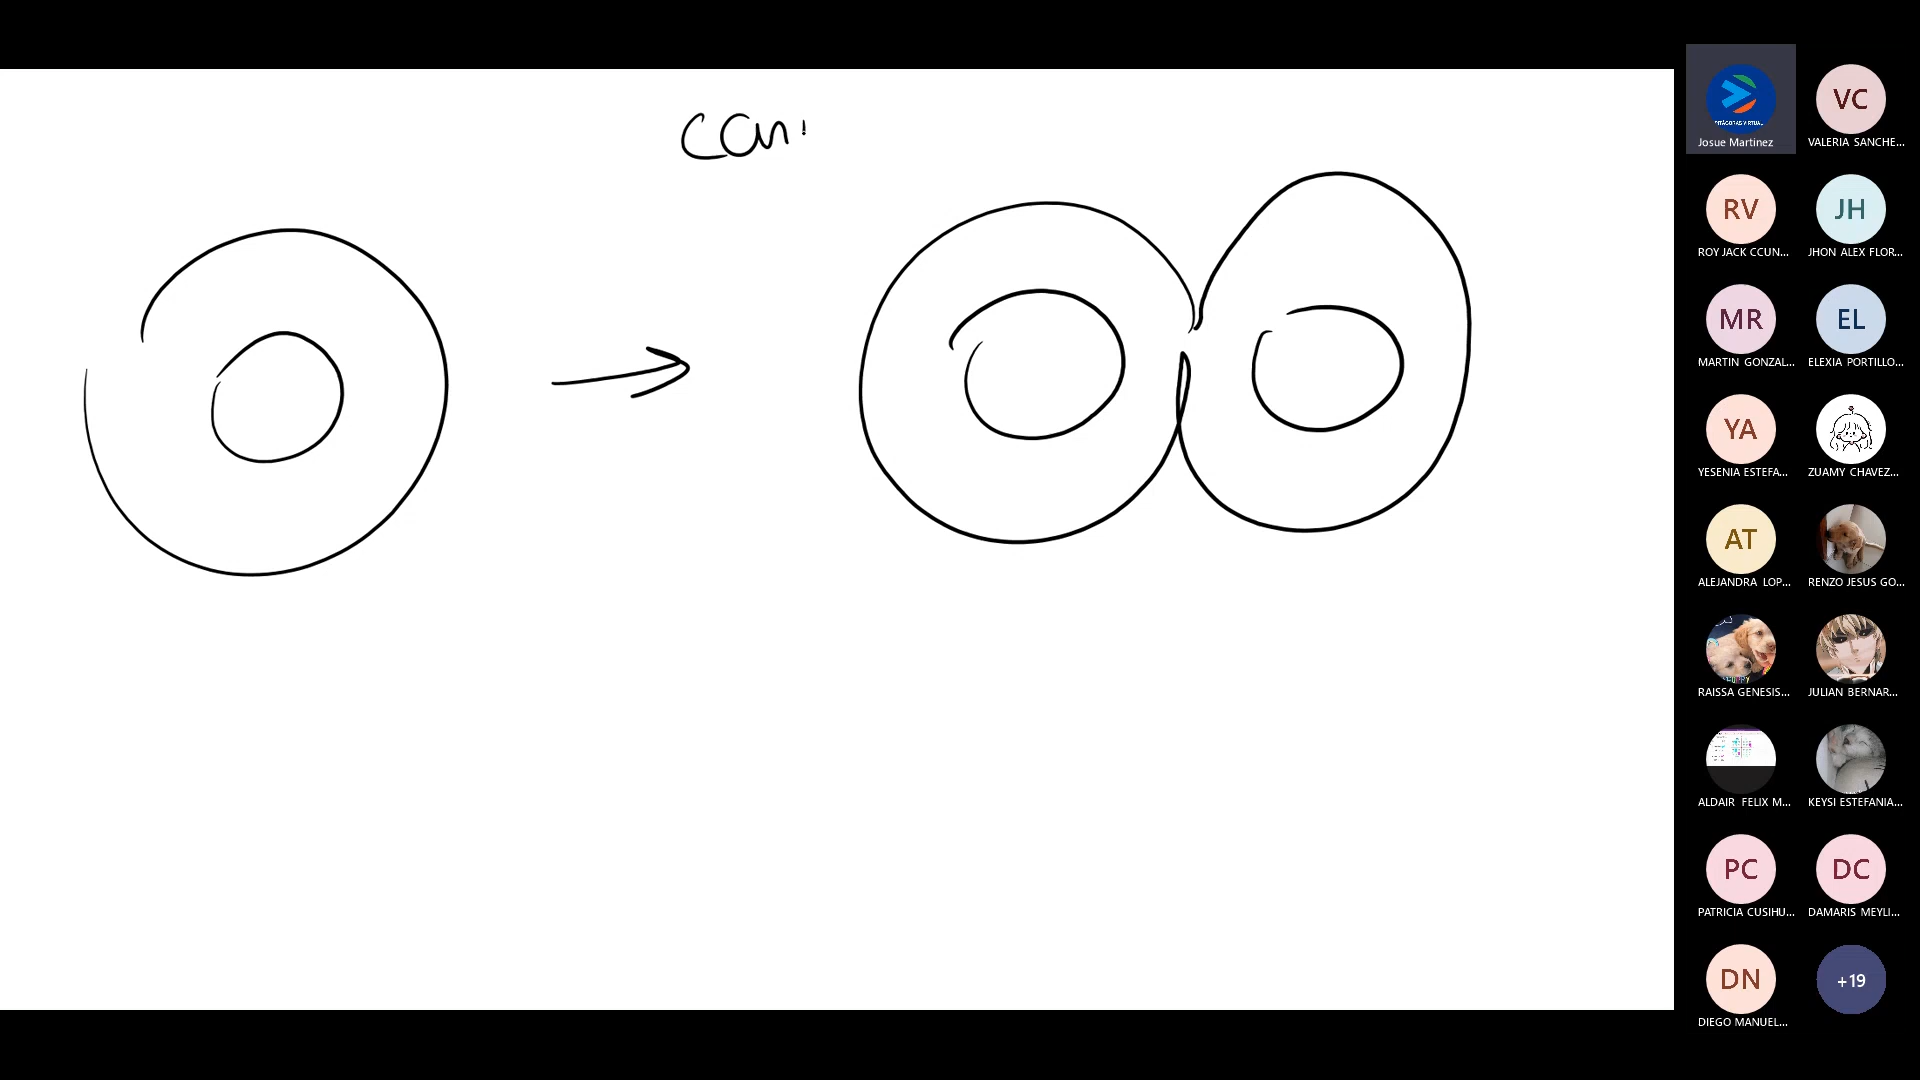 can
PITÁGORAS VIRTUAL
Josue Martinez
VC
VALERIA SANCHE...
RV
ROY JACK CCUN...
JH
JHON ALEX FLOR...
MR
MARTIN GONZAL...
EL
ELEXIA PORTILLO...
YA
YESENIA ESTEFA...
ZUAMY CHAVEZ...
AT
ALEJANDRA LOP...
RENZO JESUS GO...
RAISSA GENESIS...
JULIAN BERNAR...
ALDAIR FELIX M...
KEYSI ESTEFANIA...
PC
PATRICIA CUSIHU...
DC
DAMARIS MEYLI...
DN
DIEGO MANUEL...
+19